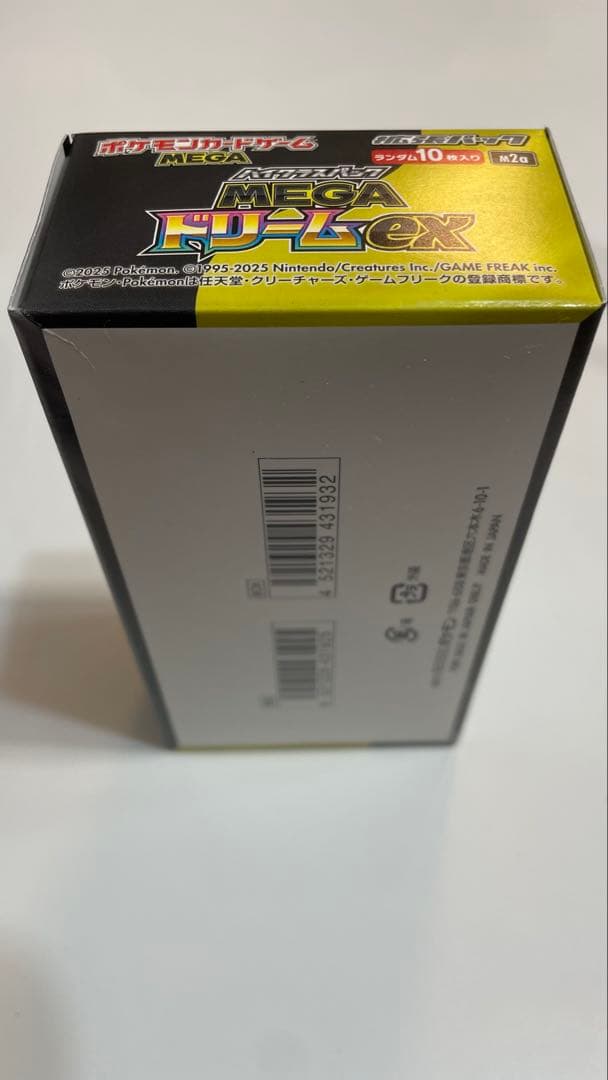 ポケモンカードゲーム
MEGA
拡張パック
ランダム10枚入り
M2a
ハイクラスパック
MEGA
ドリームex
©2025 Pokémon. ©1995-2025 Nintendo/Creatures Inc./GAME FREAK inc.
ポケモン・Pokémonは任天堂・クリーチャーズ・ゲームフリークの登録商標です。
4 521329 431932
プラ
外装
MADE IN JAPAN